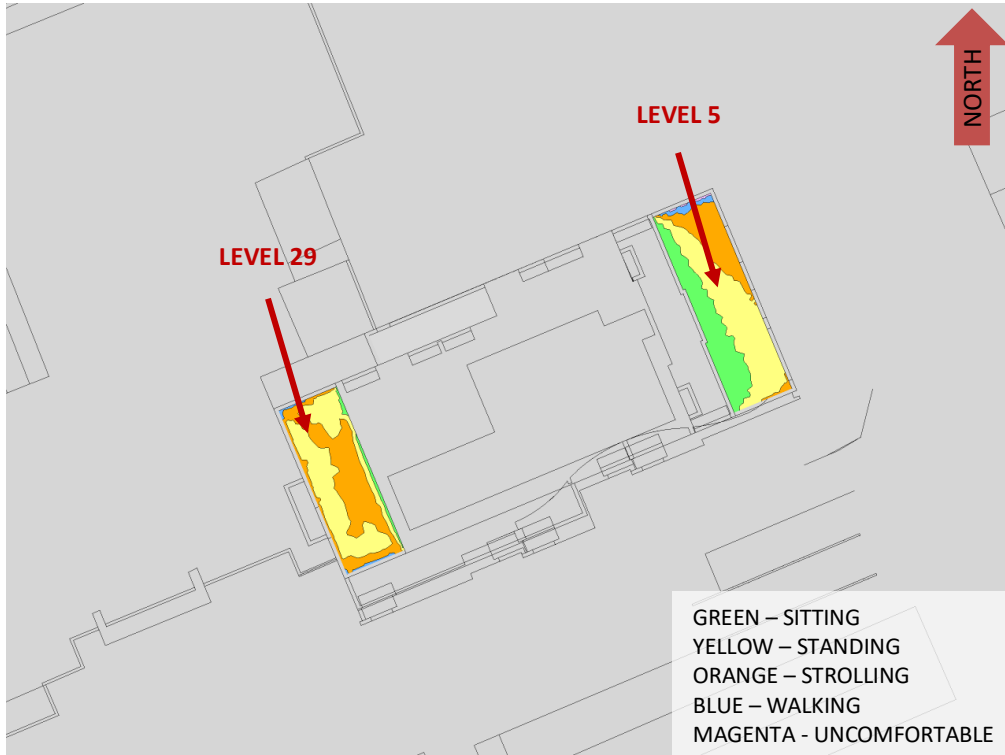 NORTH
LEVEL 5
LEVEL 29
GREEN – SITTING
YELLOW – STANDING
ORANGE – STROLLING
BLUE – WALKING
MAGENTA - UNCOMFORTABLE